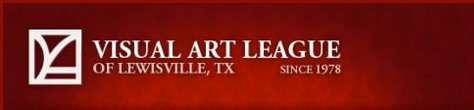 VISUAL ART LEAGUE
OF LEWISVILLE, TX SINCE 1978